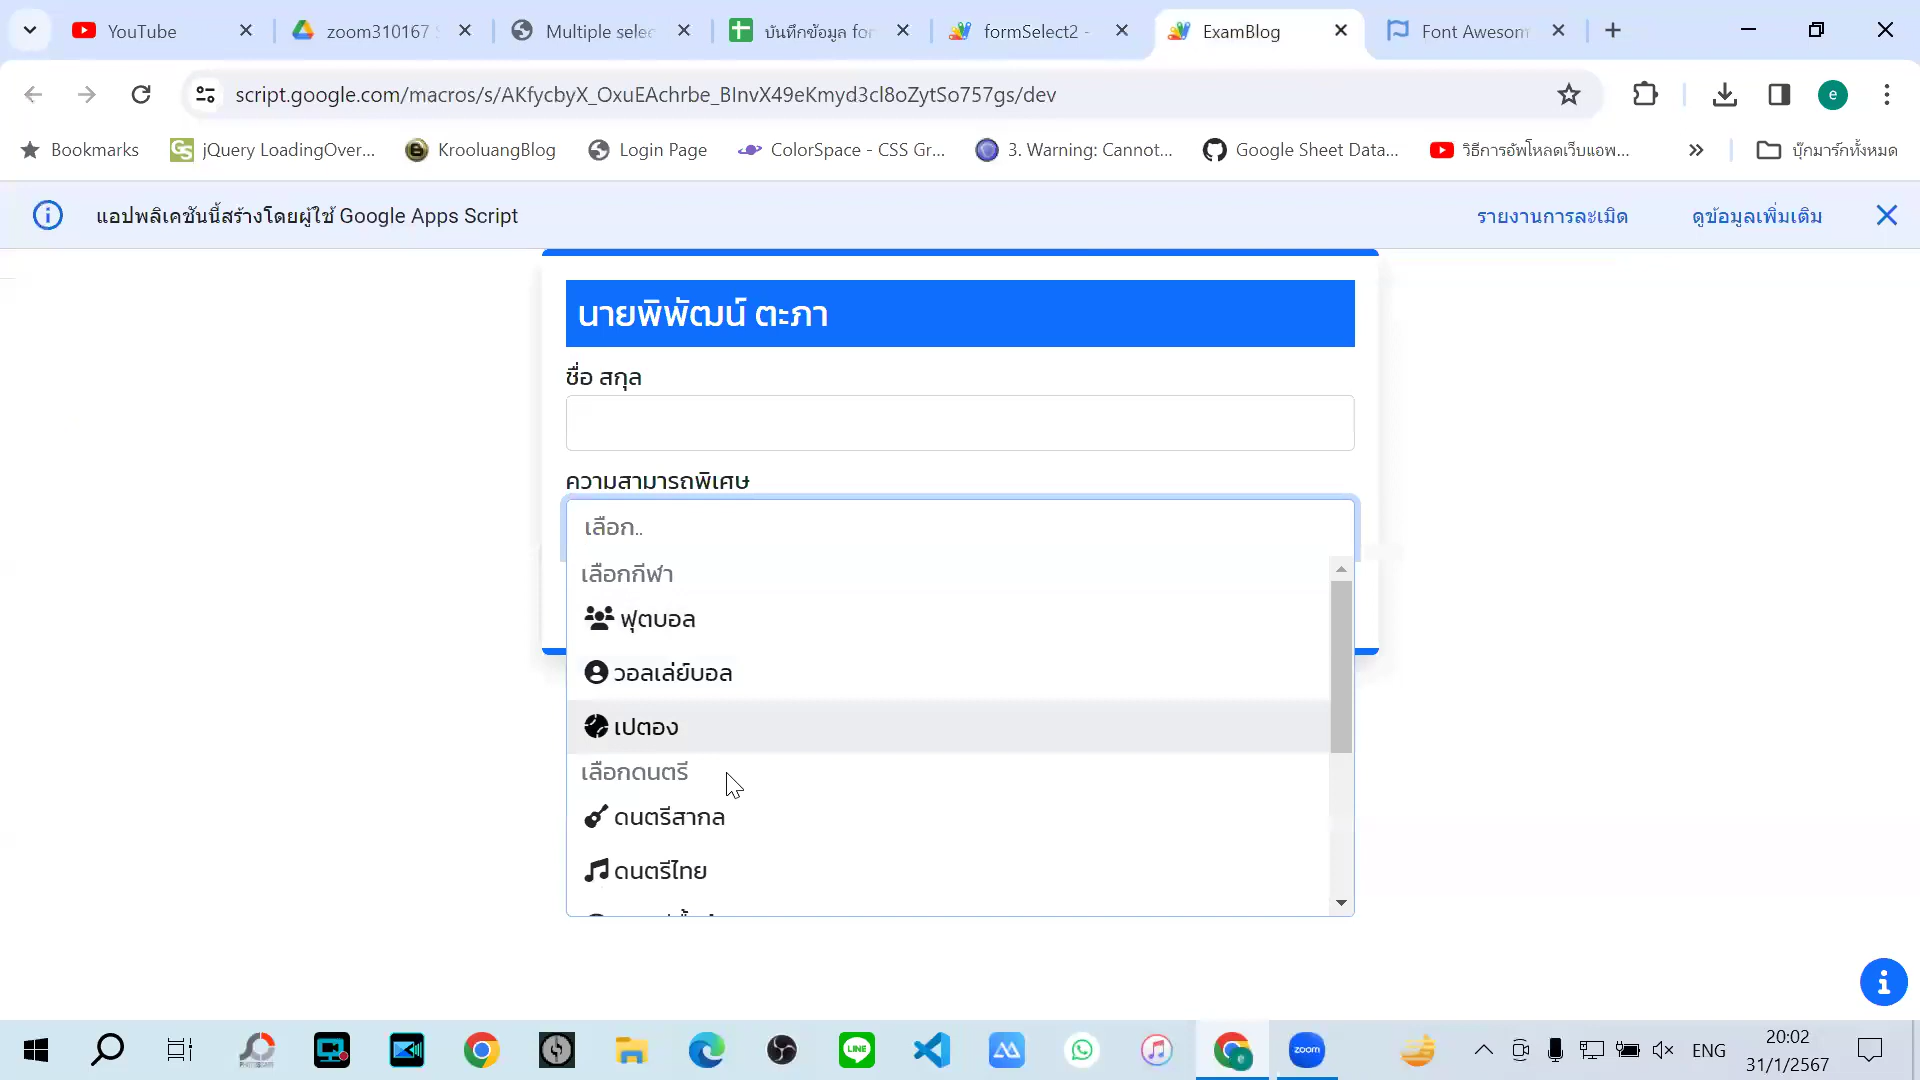 YouTube
zoom310167
Multiple selec
บันทึกข้อมูล for
formSelect2 -
ExamBlog
Font Awesom
script.google.com/macros/s/AKfycbyX_OxuEAchrbe_BInvX49eKmyd3cl8oZytSo757gs/dev
e
Bookmarks
jQuery LoadingOver...
KrooluangBlog
Login Page
ColorSpace - CSS Gr...
3. Warning: Cannot...
Google Sheet Data...
วิธีการอัพโหลดเว็บแอพ...
บุ๊กมาร์กทั้งหมด
แอปพลิเคชันนี้สร้างโดยผู้ใช้ Google Apps Script
รายงานการละเมิด
ดูข้อมูลเพิ่มเติม
นายพิพัฒน์ ตะภา
ชื่อ สกุล
ความสามารถพิเศษ
เลือก..
เลือกกีฬา
ฟุตบอล
วอลเล่ย์บอล
เปตอง
เลือกดนตรี
ดนตรีสากล
ดนตรีไทย
LINE
zoom
e
ENG
20:02
31/1/2567